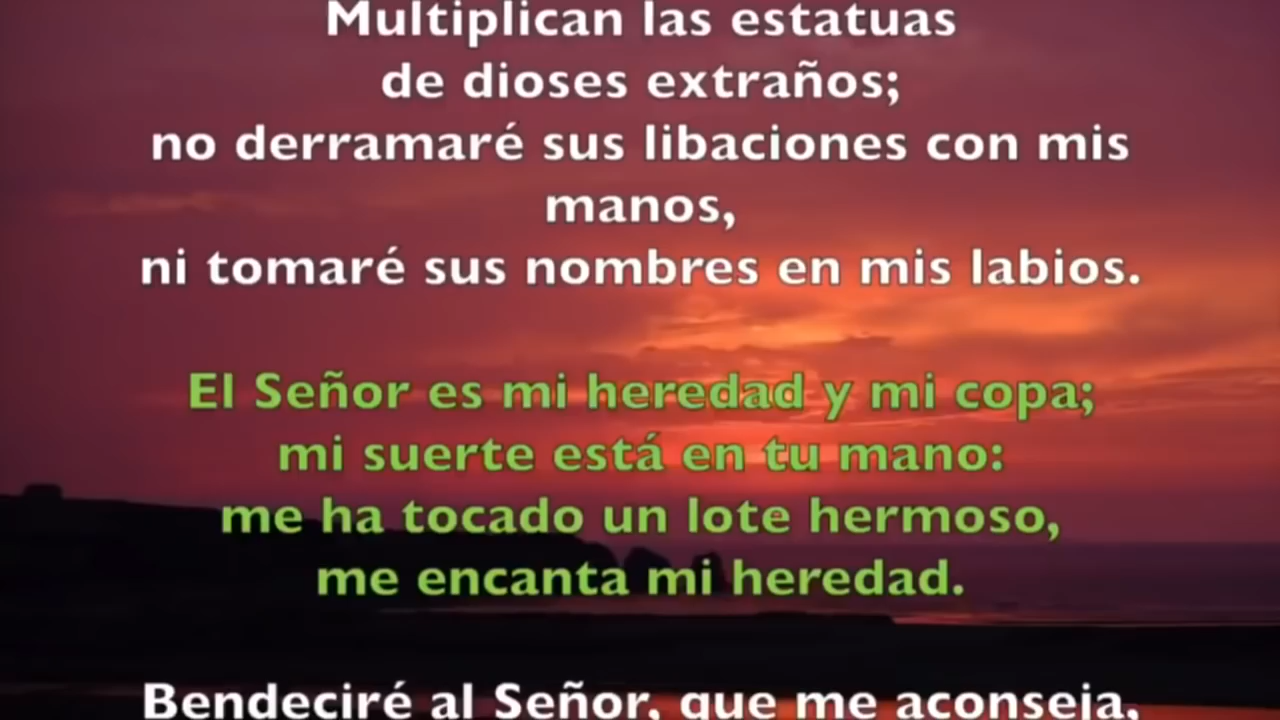 Multiplican las estatuas
de dioses extraños;
no derramaré sus libaciones con mis
manos,
ni tomaré sus nombres en mis labios.
El Señor es mi heredad y mi copa;
mi suerte está en tu mano:
me ha tocado un lote hermoso,
me encanta mi heredad.
Bendeciré al Señor, que me aconseja,